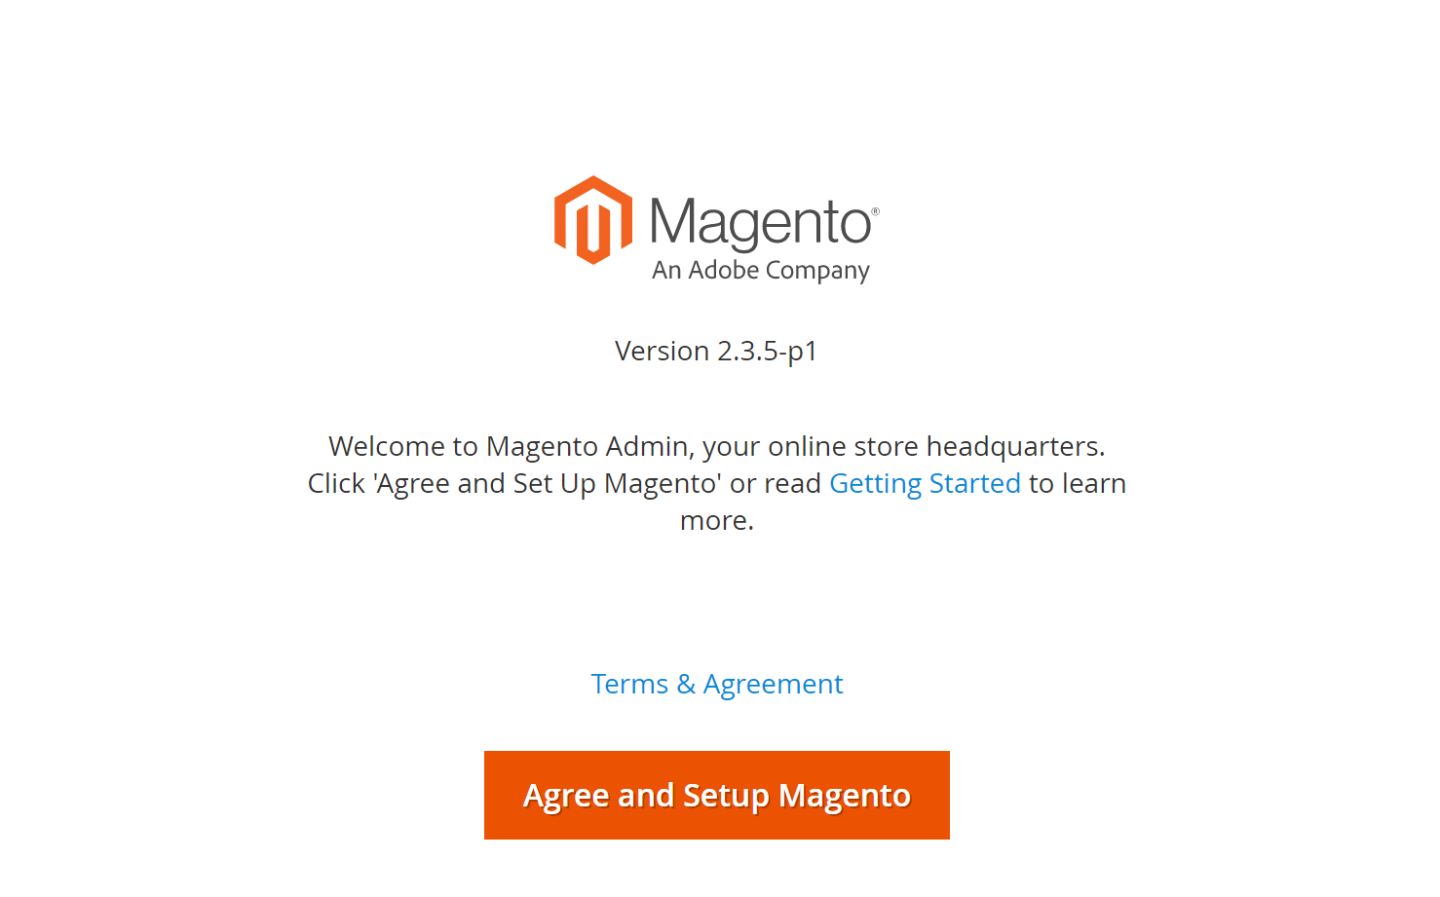 Magento®
An Adobe Company
Version 2.3.5-p1
Welcome to Magento Admin, your online store headquarters.
Click 'Agree and Set Up Magento' or read Getting Started to learn
more.
Terms & Agreement
Agree and Setup Magento